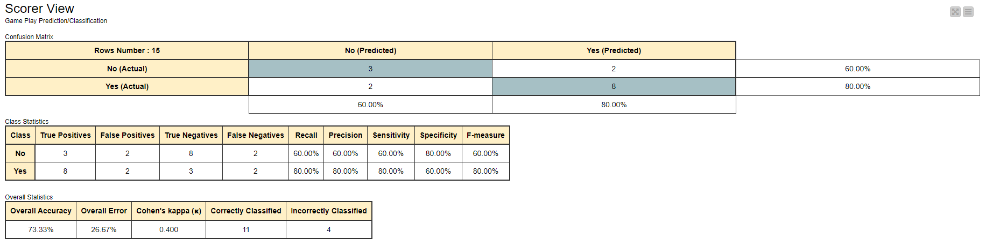 Scorer View
Game Play Prediction/Classification
Confusion Matrix
Rows Number : 15 No (Predicted) Yes (Predicted)
No (Actual) 3 2 60.00%
Yes (Actual) 2 8 80.00%
60.00% 80.00%
Class Statistics
Class True Positives False Positives True Negatives False Negatives Recall Precision Sensitivity Specificity F-measure
No 3 2 8 2 60.00% 60.00% 60.00% 80.00% 60.00%
Yes 8 2 3 2 80.00% 80.00% 80.00% 60.00% 80.00%
Overall Statistics
Overall Accuracy Overall Error Cohen's kappa (κ) Correctly Classified Incorrectly Classified
73.33% 26.67% 0.400 11 4